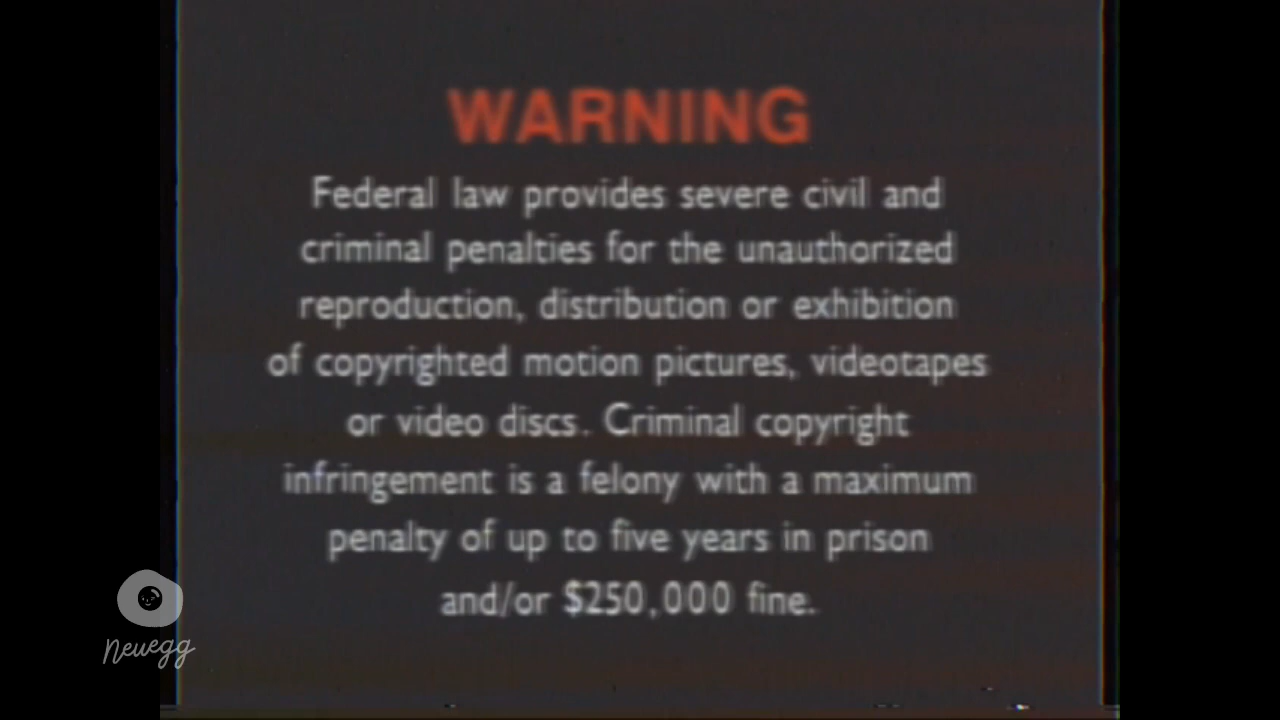 WARNING
Federal law provides severe civil and
criminal penalties for the unauthorized
reproduction, distribution or exhibition
of copyrighted motion pictures, videotapes
or video discs. Criminal copyright
infringement is a felony with a maximum
penalty of up to five years in prison
and/or $250,000 fine.
Newegg